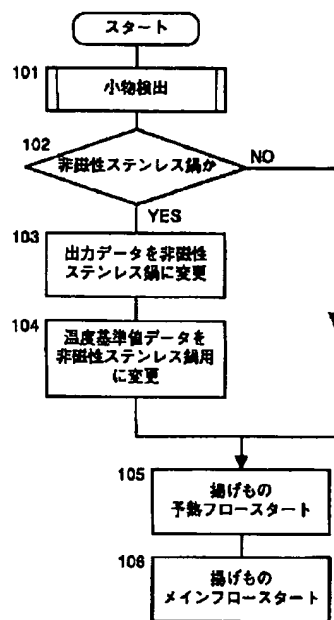 スタート
101
小物検出
102
非磁性ステンレス鍋か
NO
YES
103
出力データを非磁性
ステンレス鍋に変更
104
温度基準値データを
非磁性ステンレス鍋用
に変更
105
揚げもの
予熱フロースタート
106
揚げもの
メインフロースタート